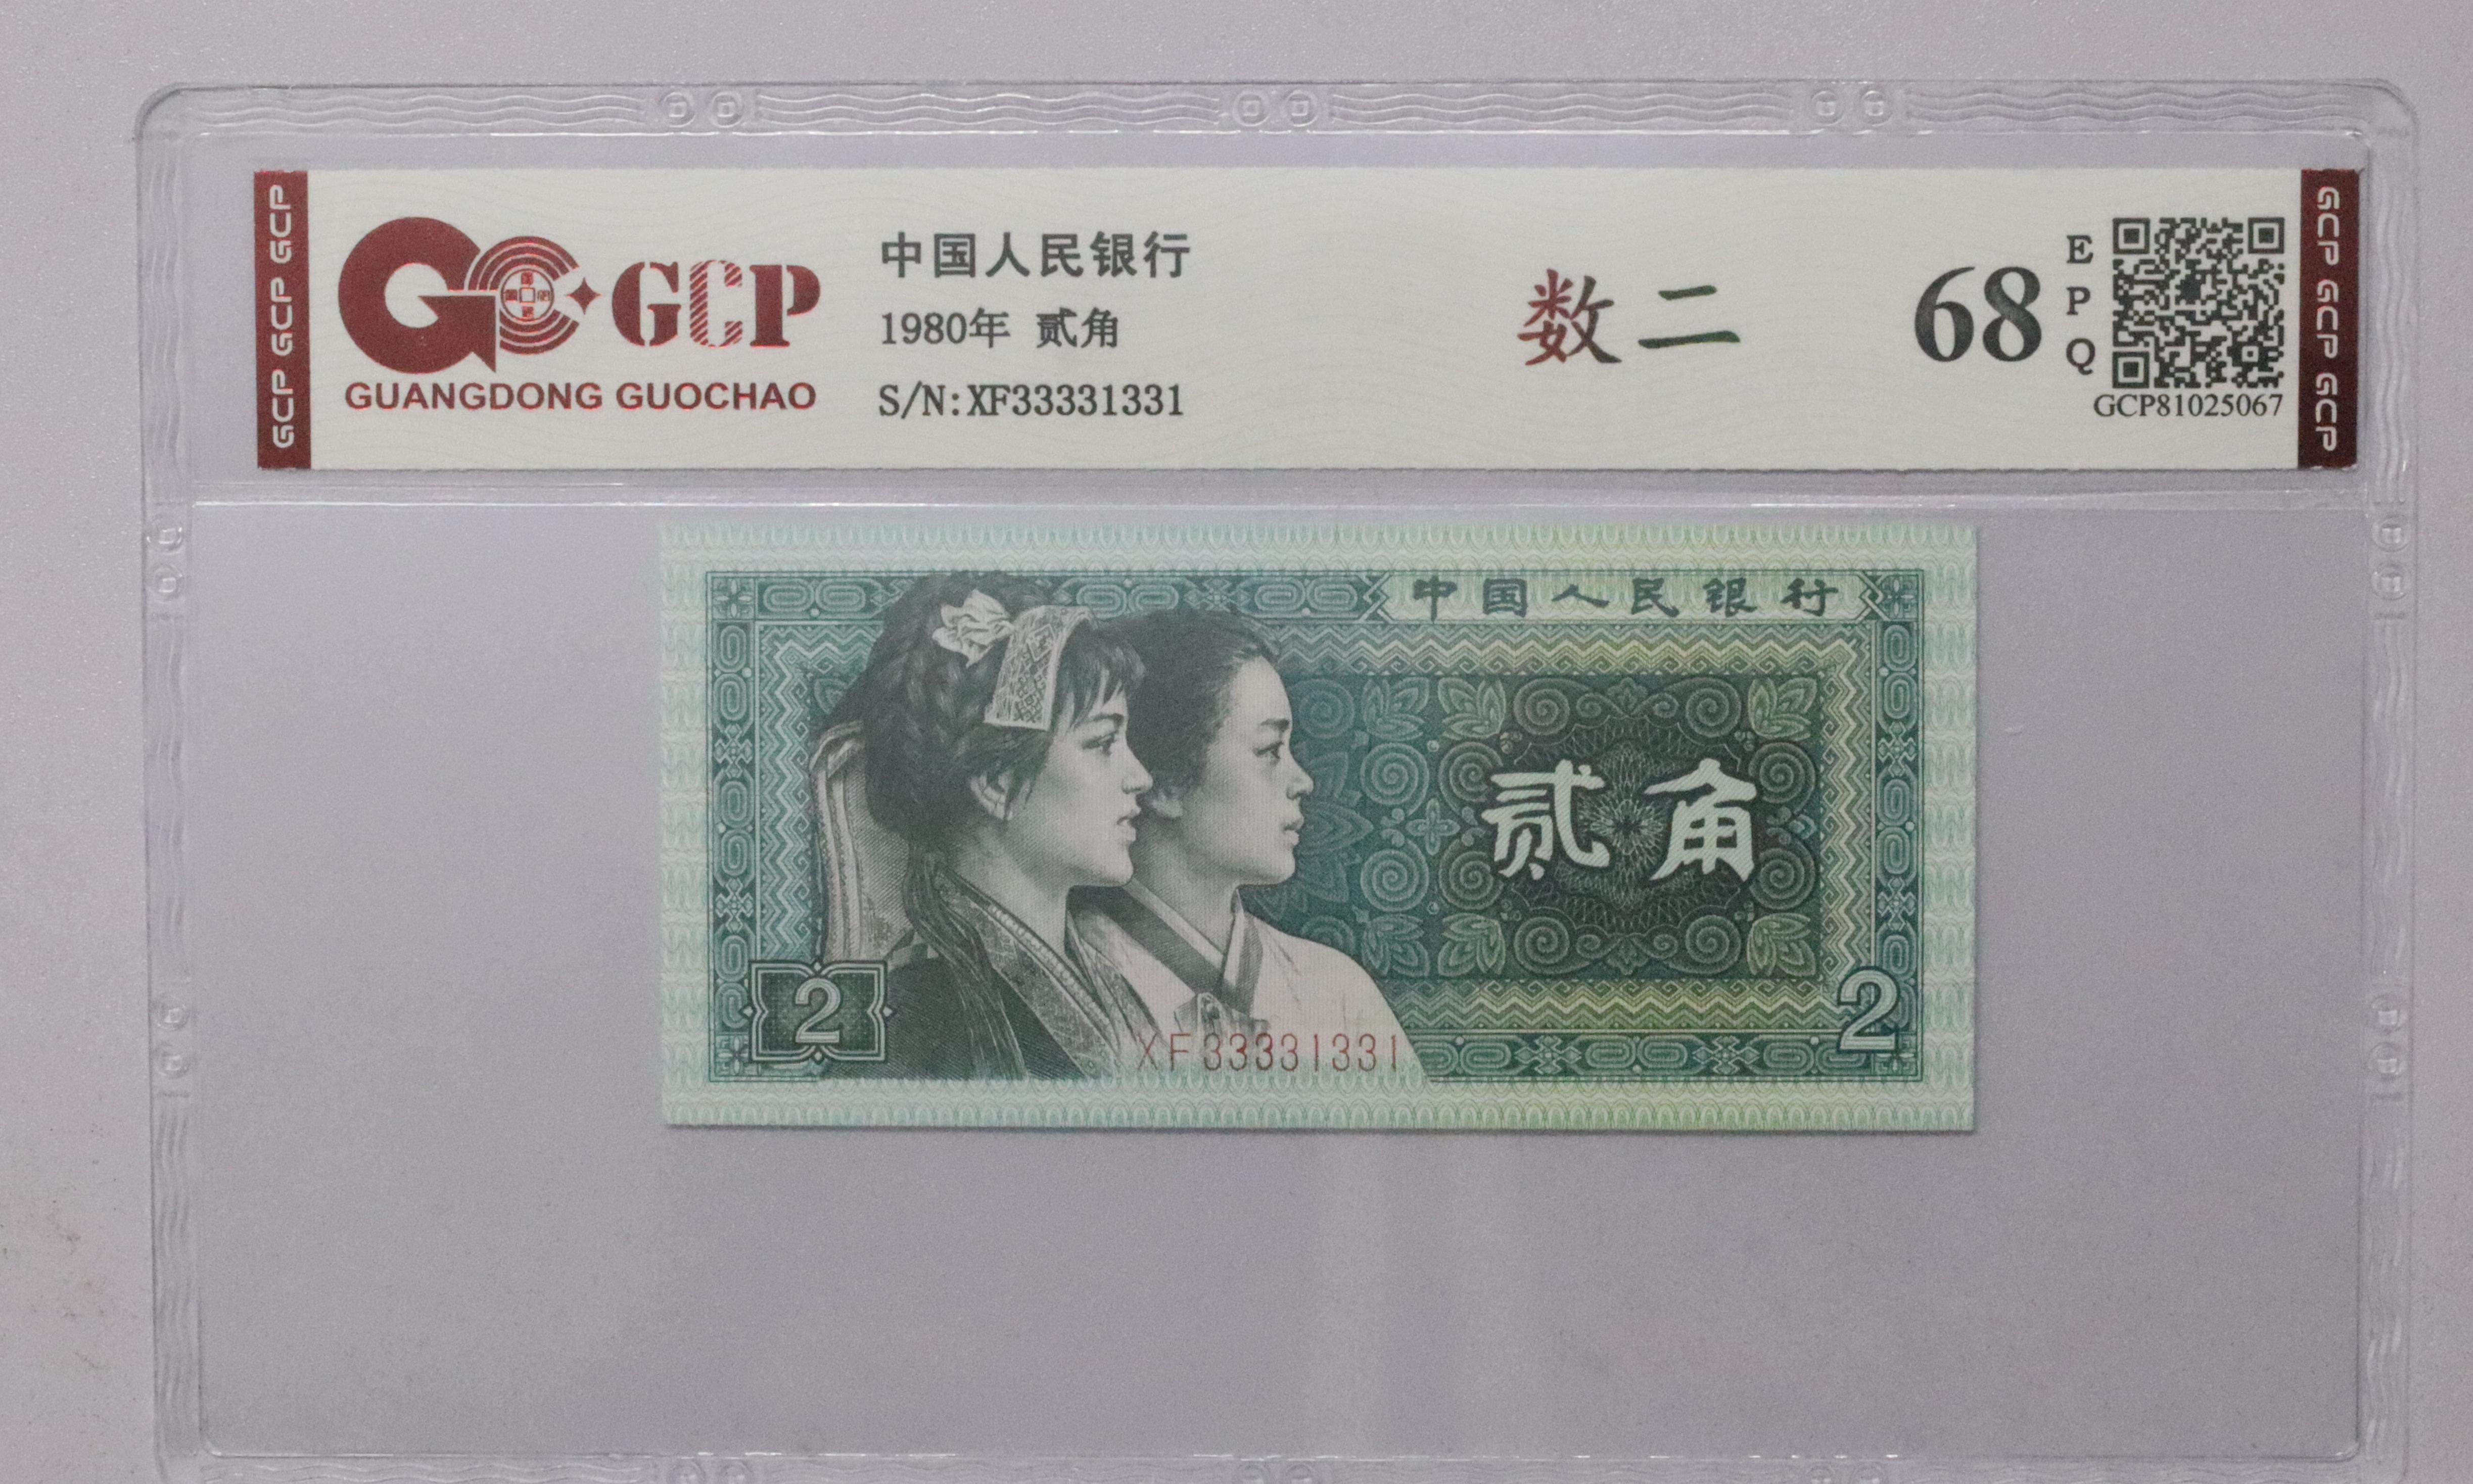 GCP GCP GCP
GCP
GUANGDONG GUOCHAO
中国人民银行
1980年 贰角
S/N:XF33331331
数二
68
EPQ
GCP81025067
GCP GCP GCP
中国人民银行
贰角
2
2
XF33331331